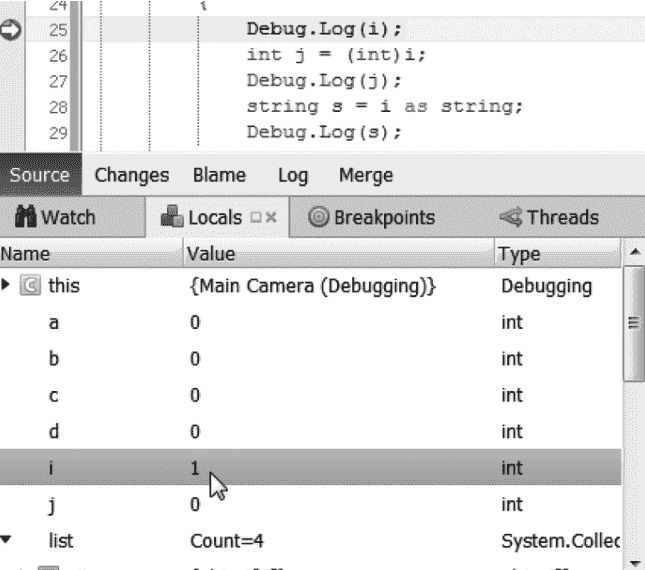 24 {
25 Debug.Log(i);
26 int j = (int)i;
27 Debug.Log(j);
28 string s = i as string;
29 Debug.Log(s);
Source Changes Blame Log Merge
Watch Locals Breakpoints Threads
Name Value Type
this {Main Camera (Debugging)} Debugging
a 0 int
b 0 int
c 0 int
d 0 int
i 1 int
j 0 int
list Count=4 System.Collec